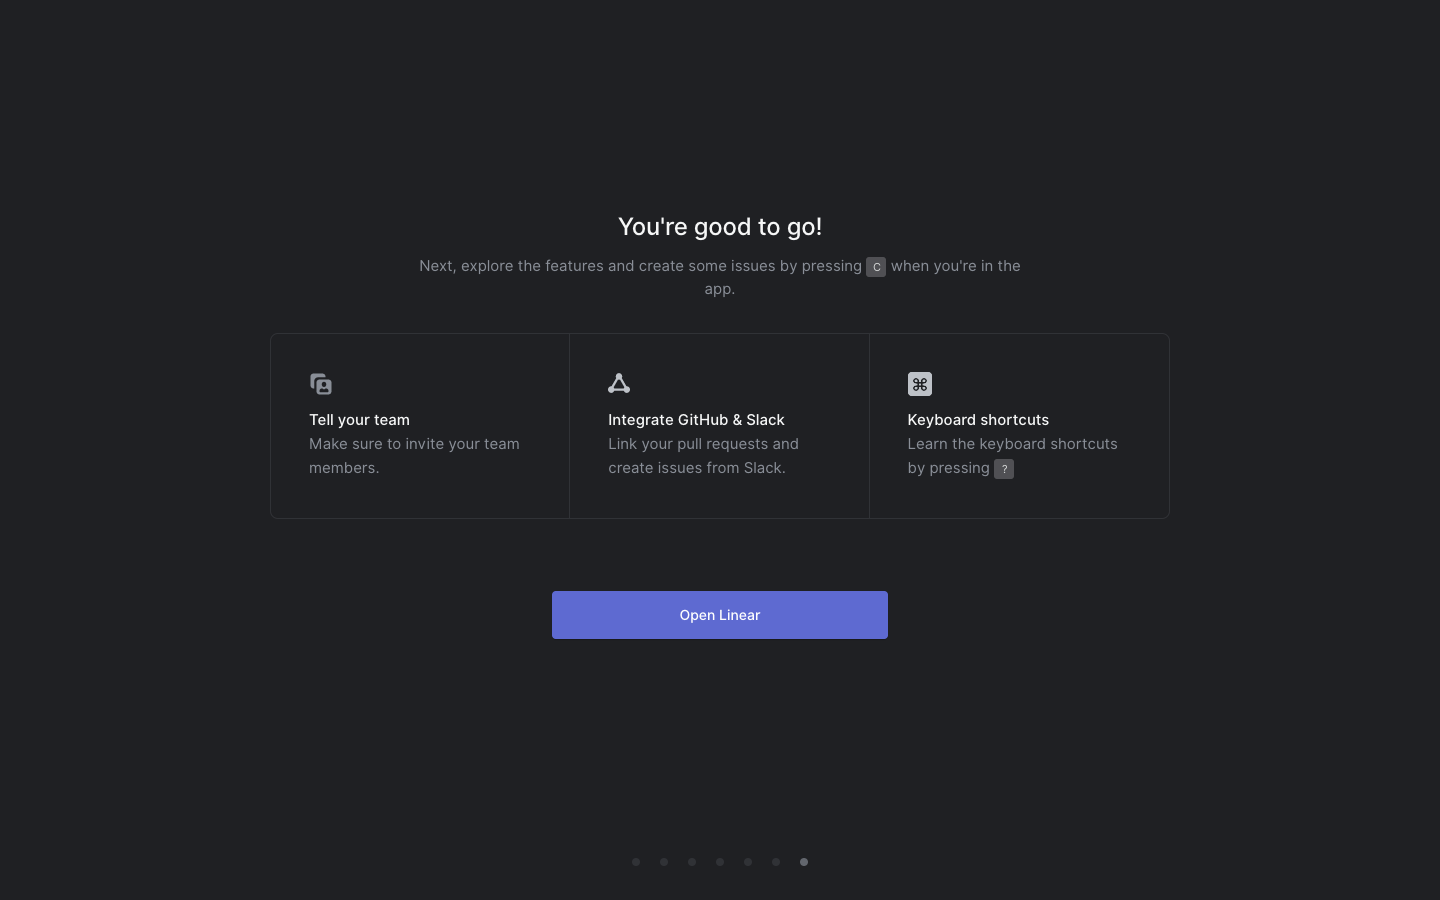 You're good to go!
Next, explore the features and create some issues by pressing C when you're in the
app.
Tell your team
Make sure to invite your team
members.
Integrate GitHub & Slack
Link your pull requests and
create issues from Slack.
⌘
Keyboard shortcuts
Learn the keyboard shortcuts
by pressing ?
Open Linear